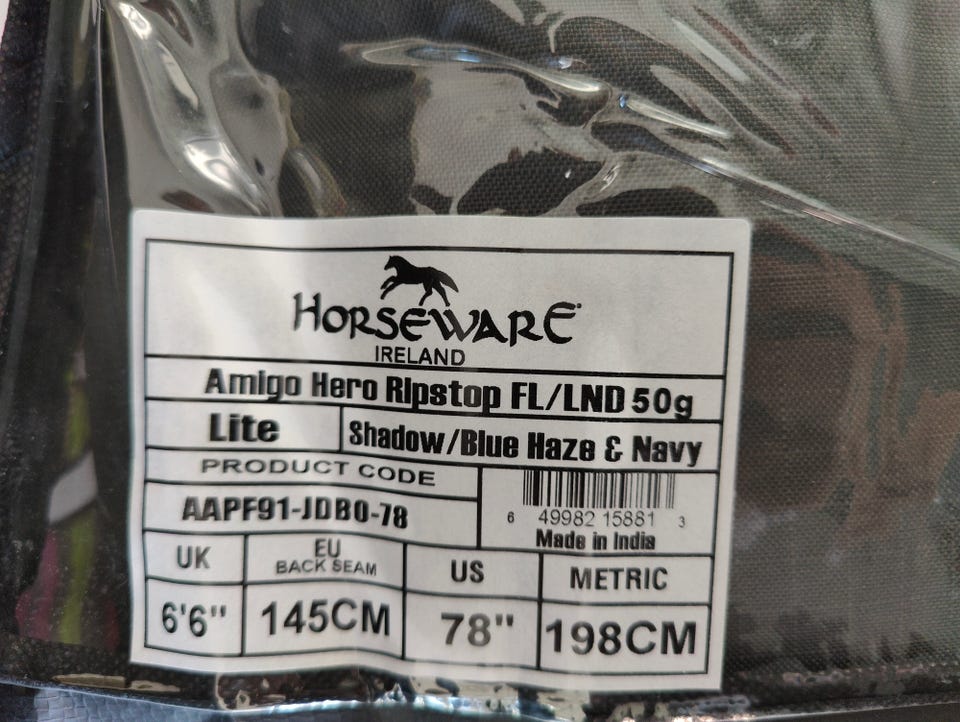 HORSEWARE
IRELAND
Amigo Hero Ripstop FL/LND 50g
Lite
Shadow/Blue Haze & Navy
PRODUCT CODE
AAPF91-JDB0-78
6 49982 15881 3
Made in India
UK
EU
BACK SEAM
US
METRIC
6'6"
145CM
78"
198CM